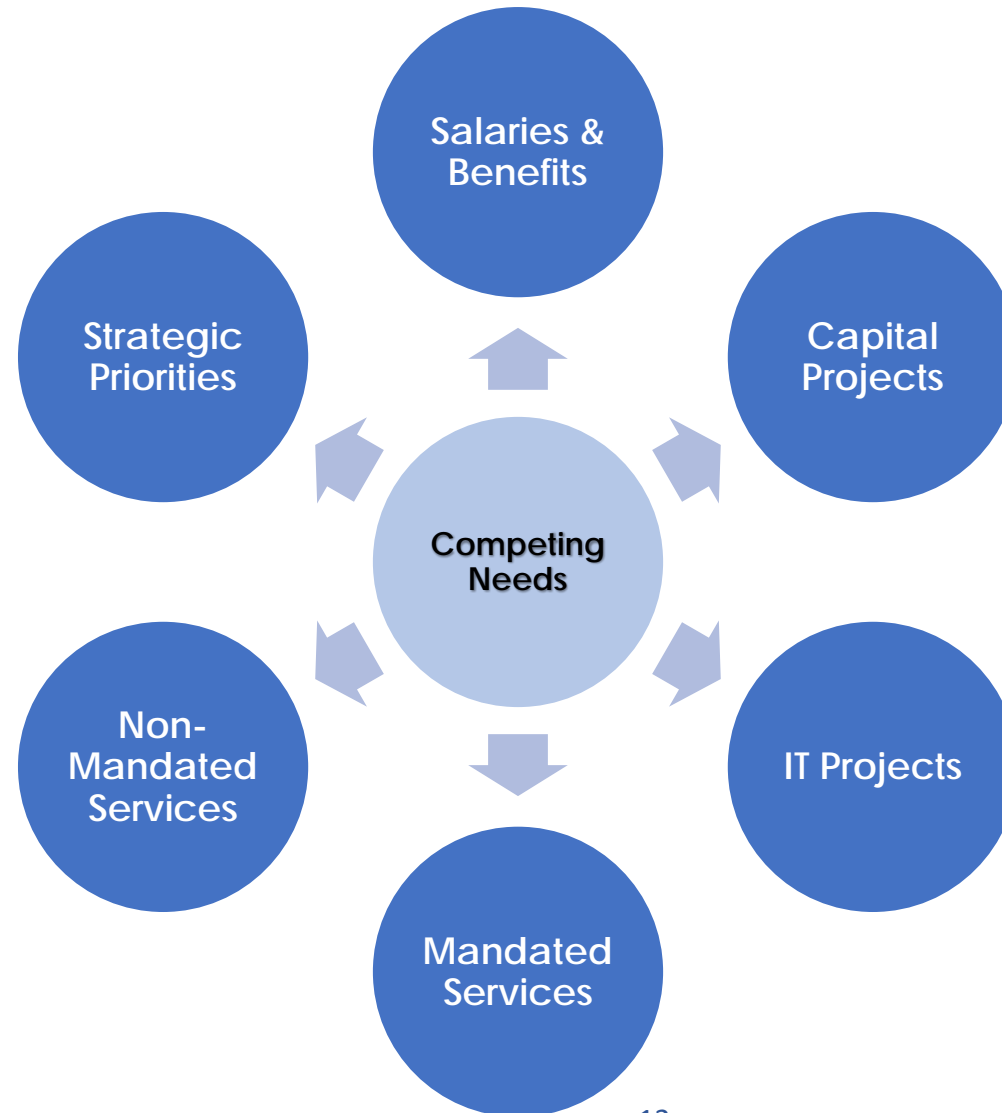 Salaries &
Benefits
Strategic
Priorities
Capital
Projects
Competing
Needs
Non-
Mandated
Services
IT Projects
Mandated
Services